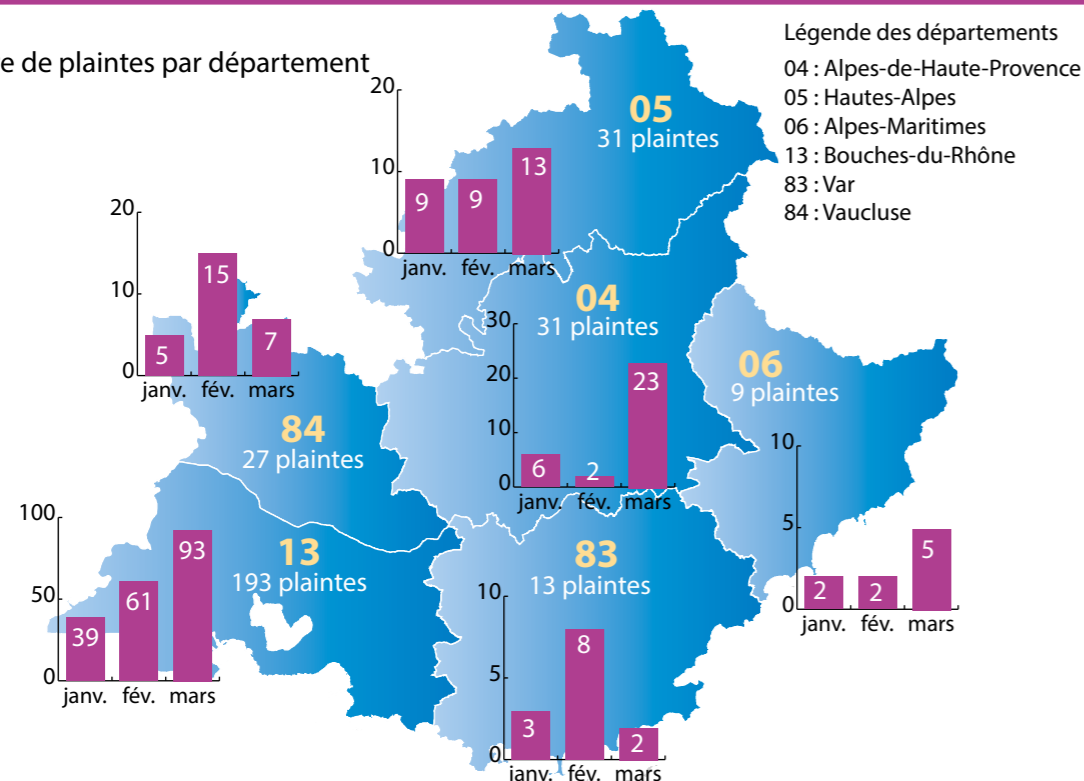 e de plaintes par département
Légende des départements
04 : Alpes-de-Haute-Provence
05 : Hautes-Alpes
06 : Alpes-Maritimes
13 : Bouches-du-Rhône
83 : Var
84 : Vaucluse
05
31 plaintes
20
10
0
9
9
13
janv.
fév.
mars
20
10
0
5
15
7
janv.
fév.
mars
84
27 plaintes
04
31 plaintes
30
20
10
0
6
2
23
janv.
fév.
mars
06
9 plaintes
10
5
0
2
2
5
janv.
fév.
mars
13
193 plaintes
100
50
0
39
61
93
janv.
fév.
mars
83
13 plaintes
10
5
0
3
8
2
janv.
fév.
mars